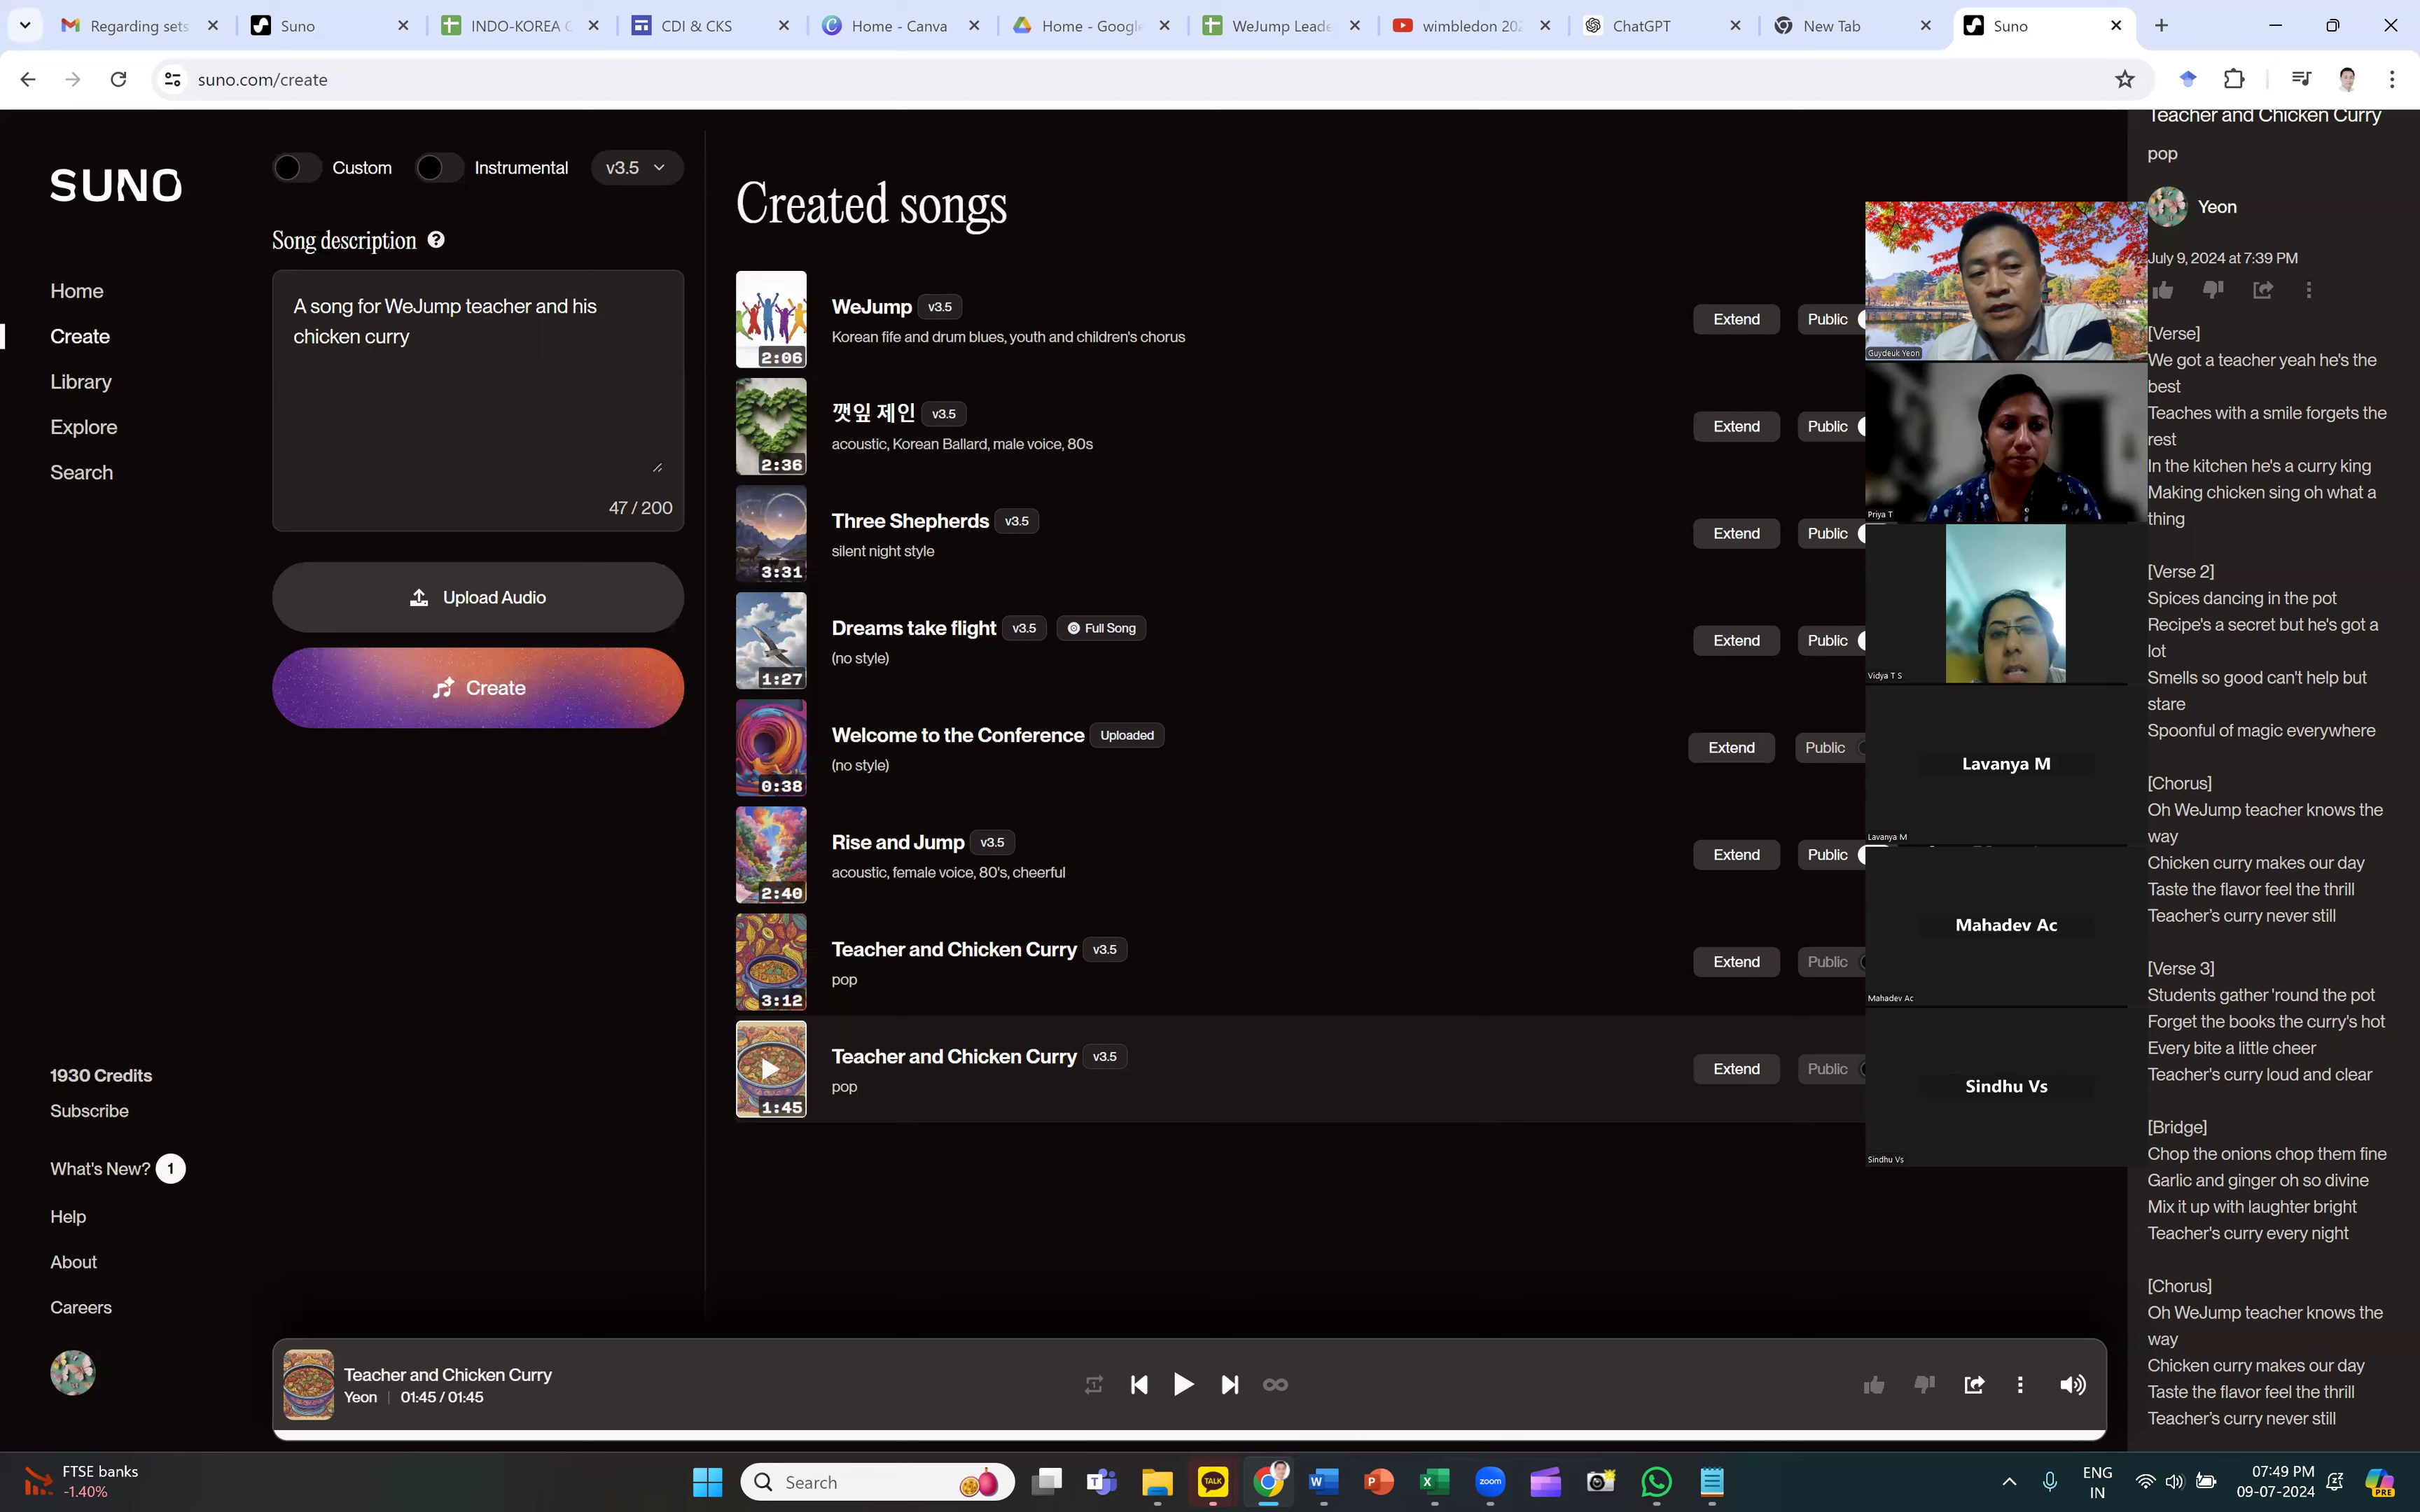 Regarding sets
Suno
INDO-KOREA C
CDI & CKS
Home - Canva
Home - Google
WeJump Leade
wimbledon 202
ChatGPT
New Tab
Suno
suno.com/create
SUNO
Home
Create
Library
Explore
Search
1930 Credits
Subscribe
What's New? 1
Help
About
Careers
Custom
Instrumental
v3.5
Song description ?
A song for WeJump teacher and his
chicken curry
47 / 200
Upload Audio
Create
Created songs
2:06
WeJump v3.5
Korean fife and drum blues, youth and children's chorus
Extend
Public
2:36
깻잎 제인 v3.5
acoustic, Korean Ballard, male voice, 80s
Extend
Public
3:31
Three Shepherds v3.5
silent night style
Extend
Public
1:27
Dreams take flight v3.5 Full Song
(no style)
Extend
Public
0:38
Welcome to the Conference Uploaded
(no style)
Extend
Public
2:40
Rise and Jump v3.5
acoustic, female voice, 80's, cheerful
Extend
Public
3:12
Teacher and Chicken Curry v3.5
pop
Extend
Public
1:45
Teacher and Chicken Curry v3.5
pop
Extend
Public
Guydeuk Yeon
Priya T
Vidya T S
Lavanya M
Lavanya M
Mahadev Ac
Mahadev Ac
Sindhu Vs
Sindhu Vs
Teacher and Chicken Curry
pop
Yeon
July 9, 2024 at 7:39 PM
[Verse]
We got a teacher yeah he's the
best
Teaches with a smile forgets the
rest
In the kitchen he's a curry king
Making chicken sing oh what a
thing
[Verse 2]
Spices dancing in the pot
Recipe's a secret but he's got a
lot
Smells so good can't help but
stare
Spoonful of magic everywhere
[Chorus]
Oh WeJump teacher knows the
way
Chicken curry makes our day
Taste the flavor feel the thrill
Teacher's curry never still
[Verse 3]
Students gather 'round the pot
Forget the books the curry's hot
Every bite a little cheer
Teacher's curry loud and clear
[Bridge]
Chop the onions chop them fine
Garlic and ginger oh so divine
Mix it up with laughter bright
Teacher's curry every night
[Chorus]
Oh WeJump teacher knows the
way
Chicken curry makes our day
Taste the flavor feel the thrill
Teacher's curry never still
Teacher and Chicken Curry
Yeon | 01:45 / 01:45
FTSE banks
-1.40%
Search
TALK
zoom
ENG
IN
07:49 PM
09-07-2024
PRE